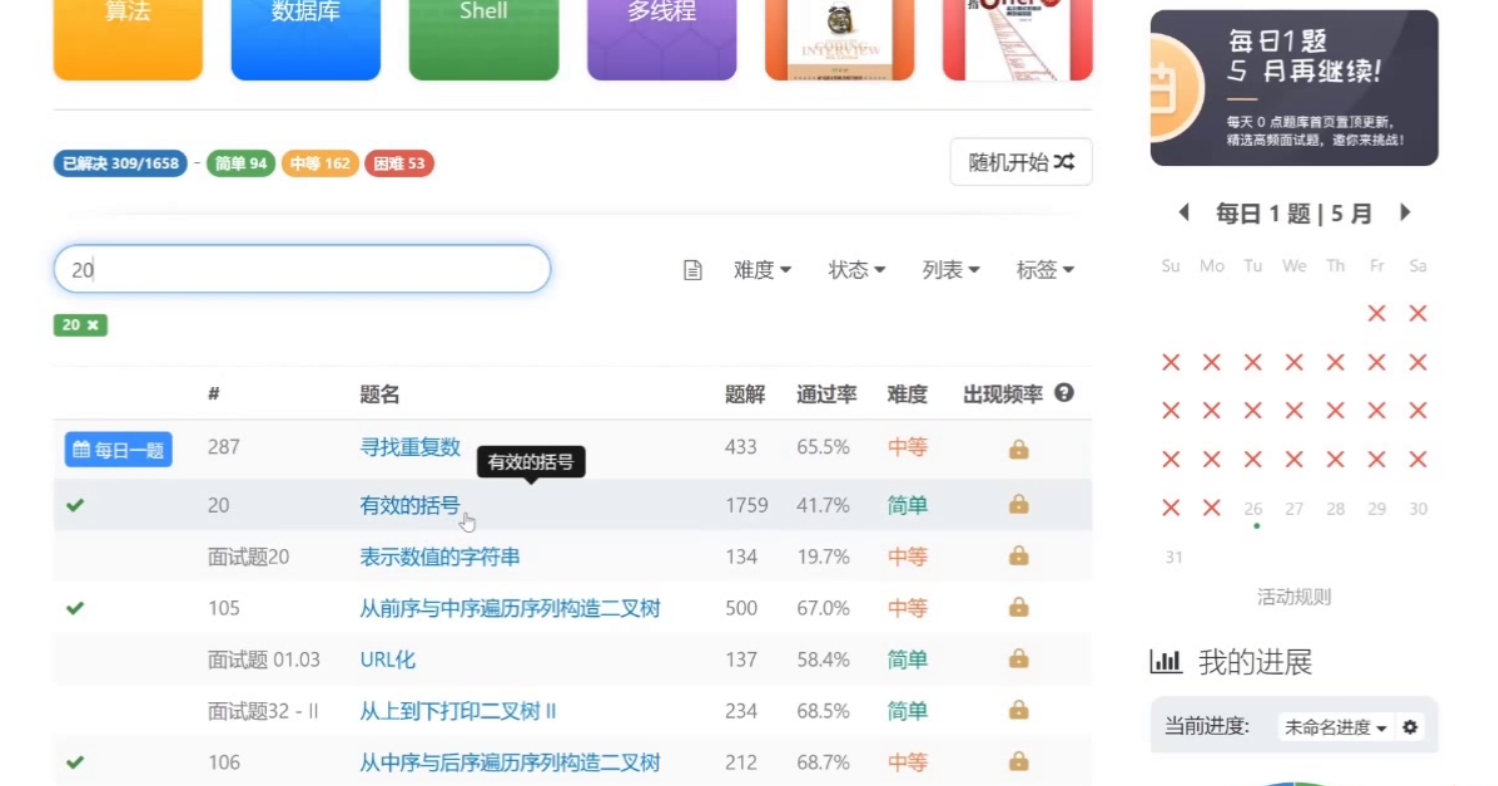 算法
数据库
Shell
多线程
CODING
INTERVIEW
指
每日1题
5 月再继续!
每天 0 点题库首页置顶更新,
精选高频面试题，邀你来挑战!
已解决 309/1658 - 简单 94 中等 162 困难 53
随机开始
每日 1 题 | 5 月
20
难度 状态 列表 标签
20
Su Mo Tu We Th Fr Sa
26 27 28 29 30
31
活动规则
# 题名 题解 通过率 难度 出现频率
每日一题 287 寻找重复数 433 65.5% 中等
有效的括号
20 有效的括号 1759 41.7% 简单
面试题20 表示数值的字符串 134 19.7% 中等
105 从前序与中序遍历序列构造二叉树 500 67.0% 中等
面试题 01.03 URL化 137 58.4% 简单
面试题32 - II 从上到下打印二叉树 II 234 68.5% 简单
106 从中序与后序遍历序列构造二叉树 212 68.7% 中等
我的进展
当前进度: 未命名进度